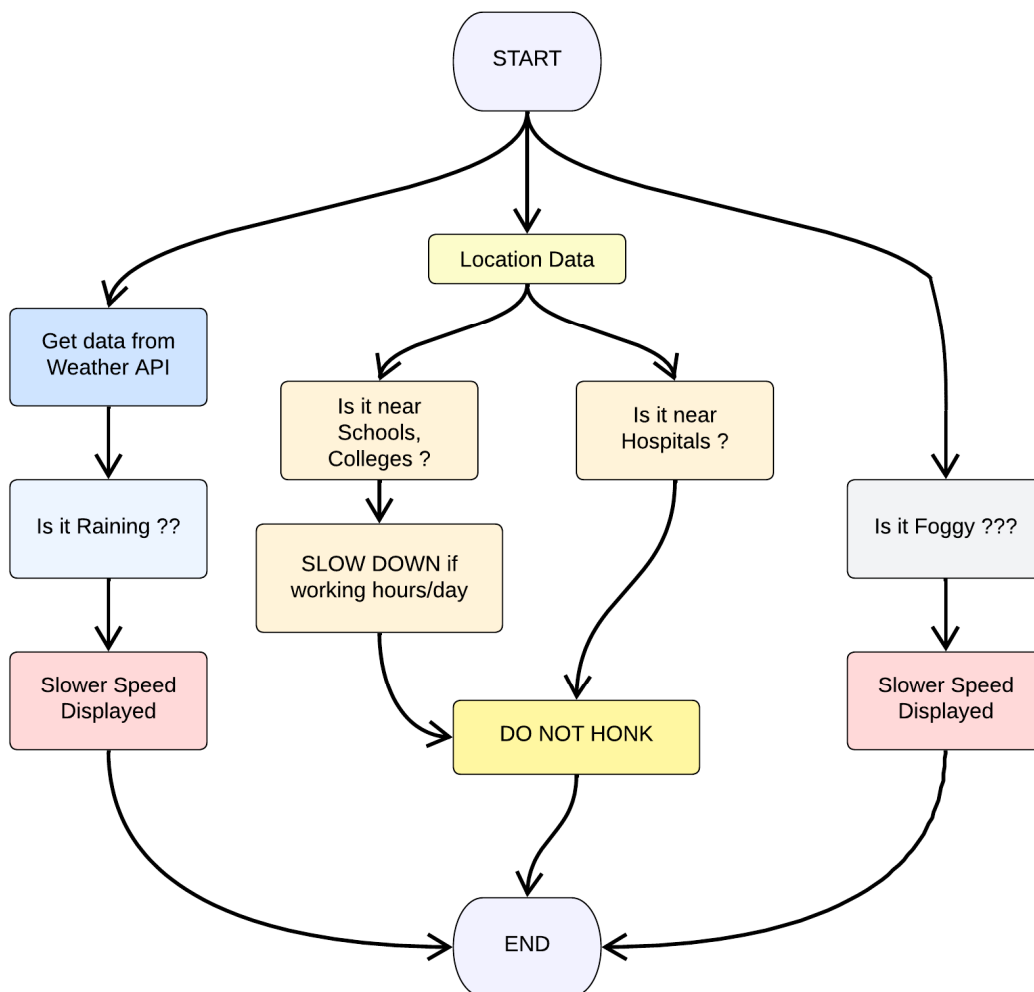 START
Location Data
Get data from
Weather API
Is it near
Schools,
Colleges ?
Is it near
Hospitals ?
Is it Raining ??
SLOW DOWN if
working hours/day
Is it Foggy ???
Slower Speed
Displayed
DO NOT HONK
Slower Speed
Displayed
END